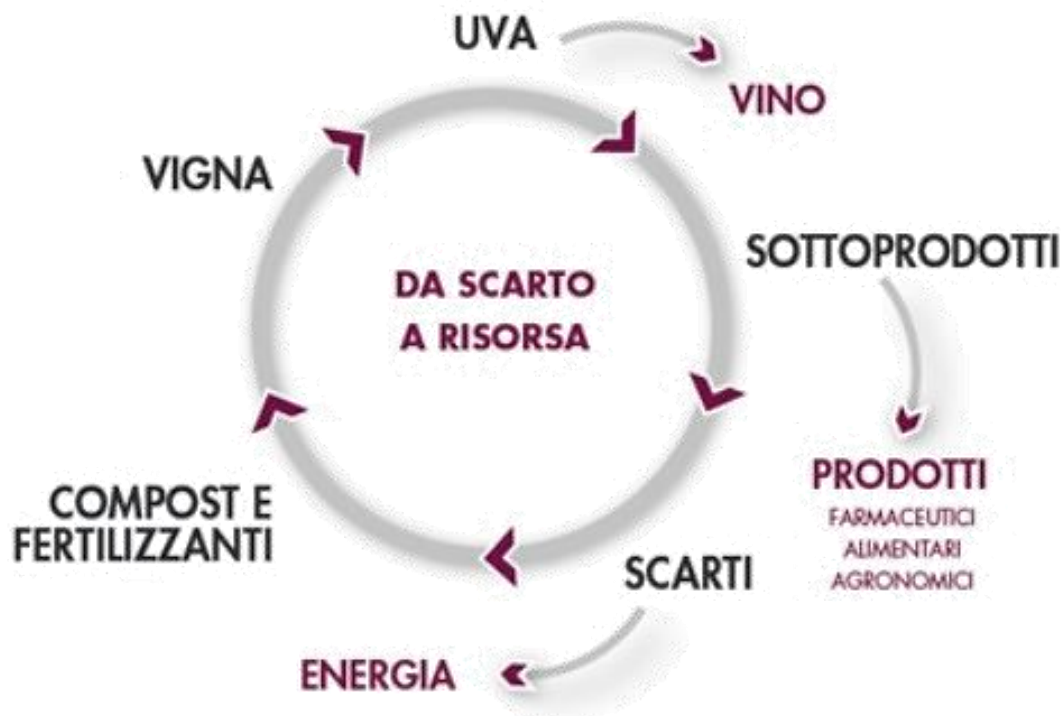 UVA
VINO
VIGNA
SOTTOPRODOTTI
DA SCARTO
A RISORSA
PRODOTTI
FARMACEUTICI
ALIMENTARI
AGRONOMICI
COMPOST E
FERTILIZZANTI
SCARTI
ENERGIA